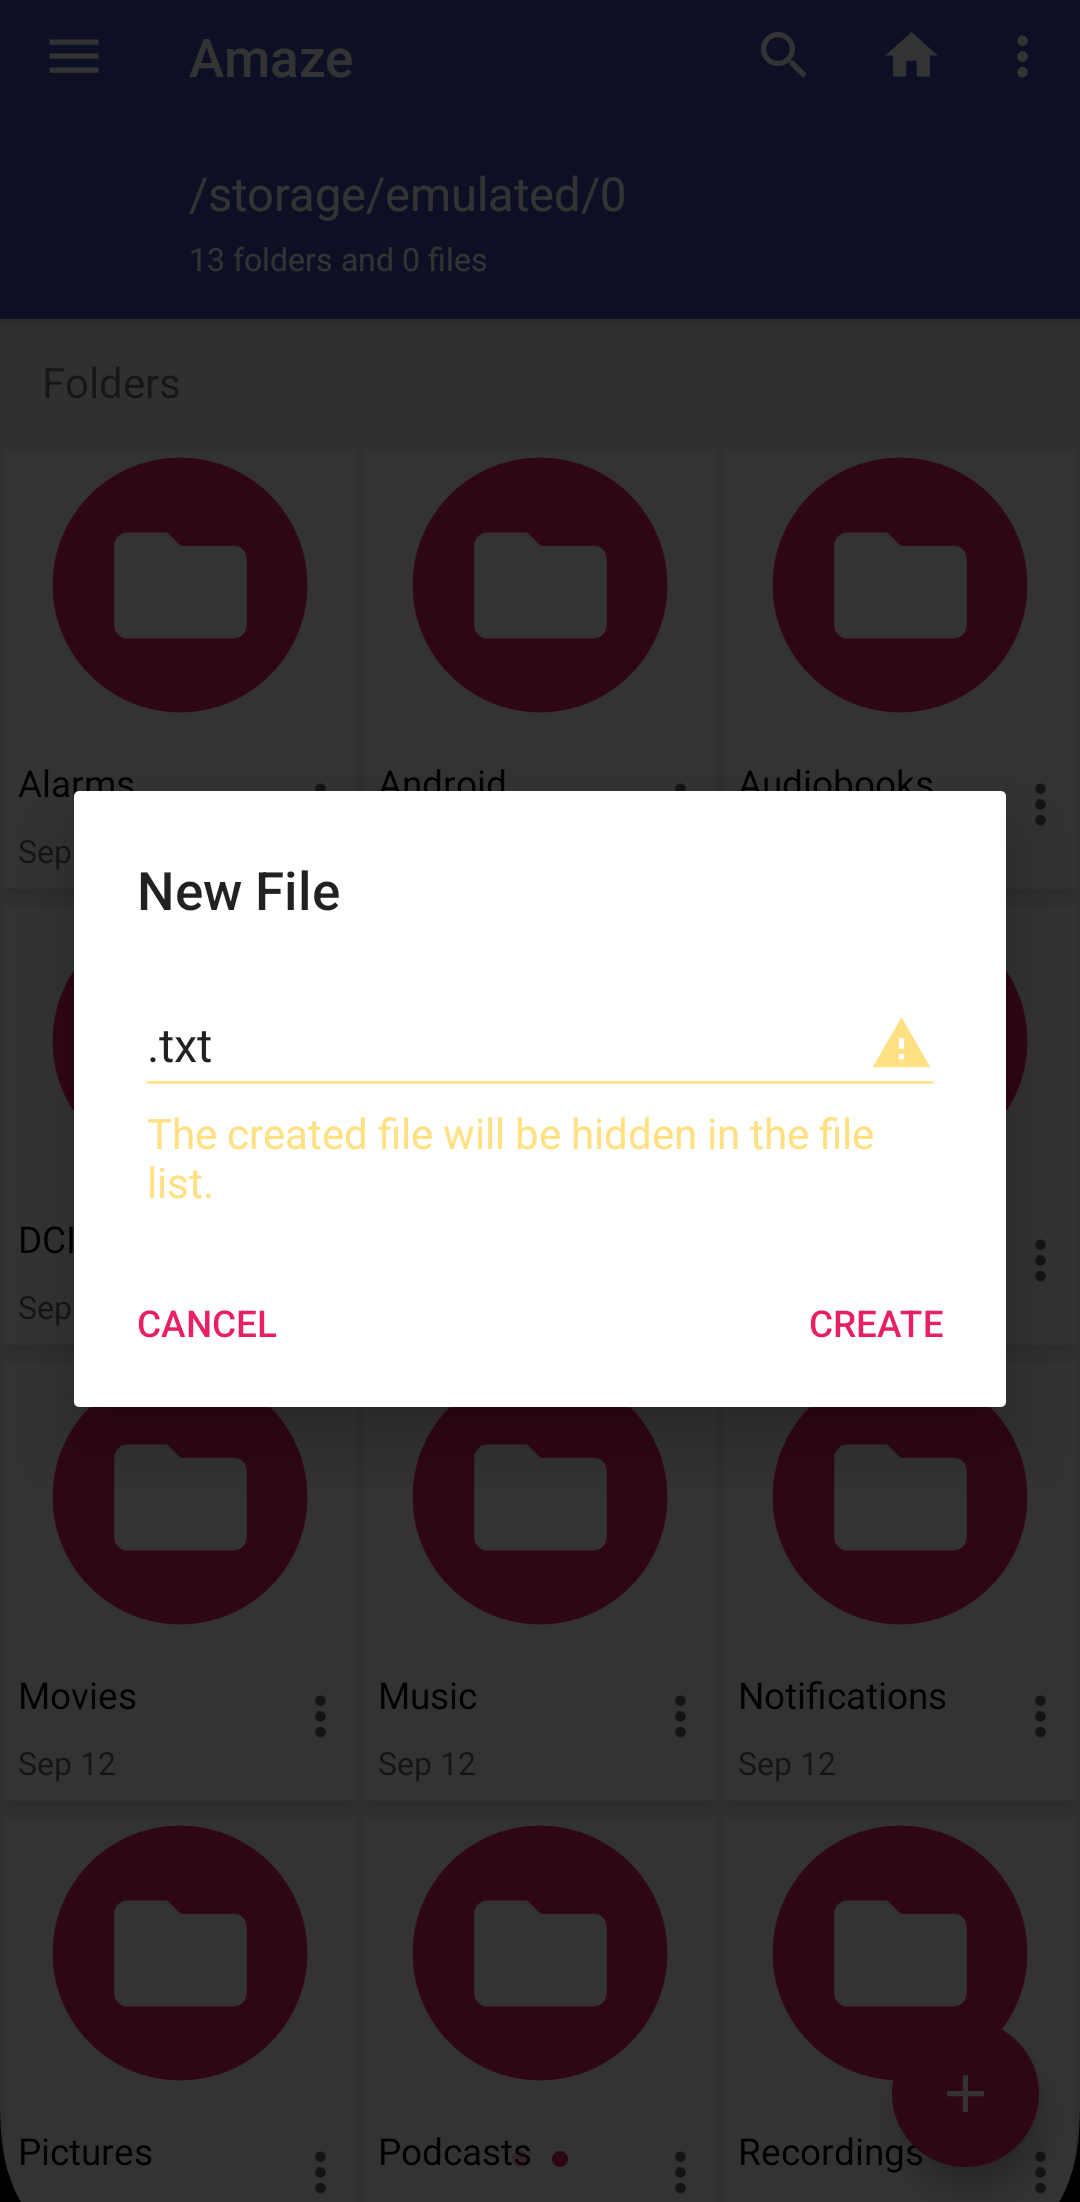 Amaze
/storage/emulated/0
13 folders and 0 files
Folders
Alarms Android Audiobooks
Sep
New File
.txt
The created file will be hidden in the file
list.
DCI
Sep
CANCEL CREATE
Movies Music Notifications
Sep 12 Sep 12 Sep 12
Pictures Podcasts Recordings